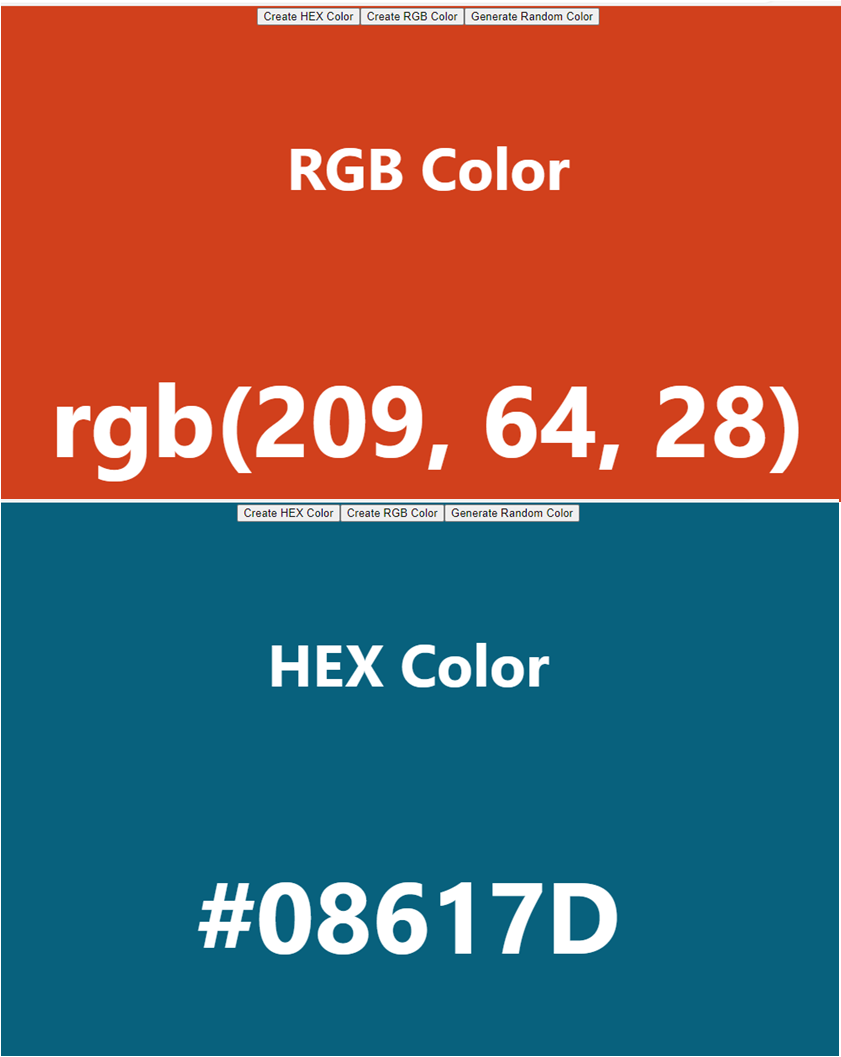 Create HEX Color Create RGB Color Generate Random Color
RGB Color
rgb(209, 64, 28)
Create HEX Color Create RGB Color Generate Random Color
HEX Color
#08617D